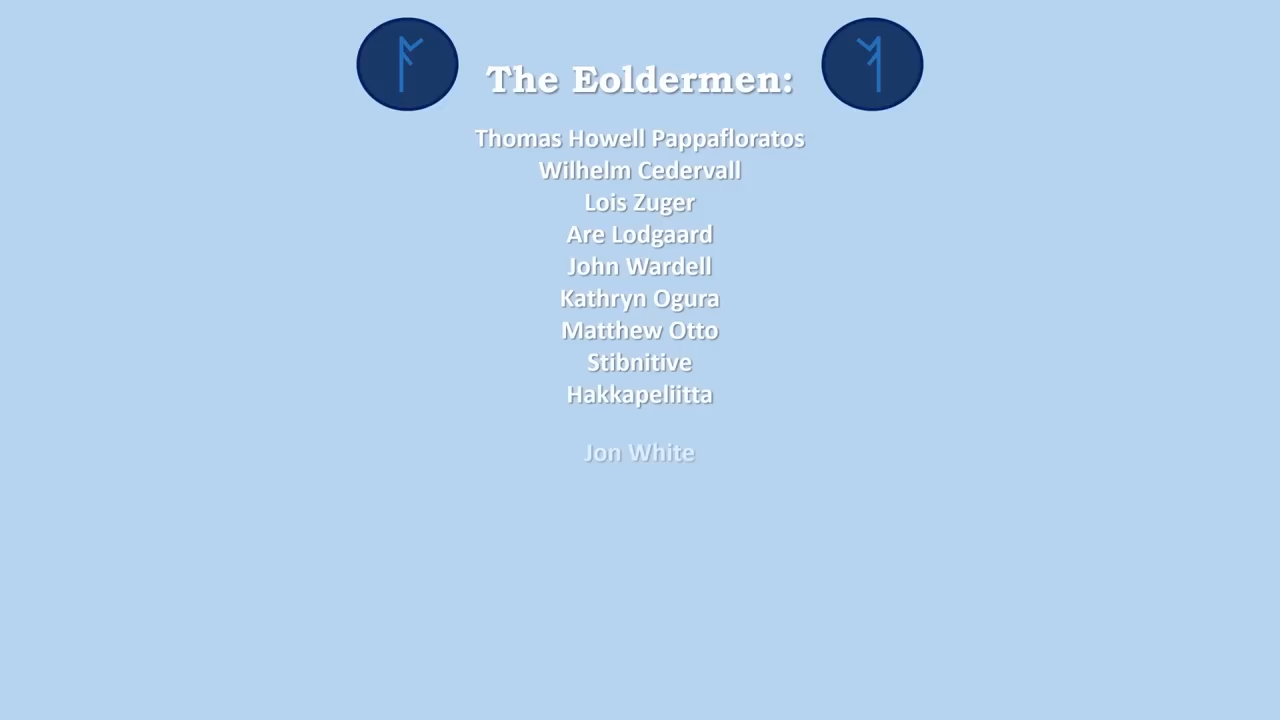 The Eoldermen:
Thomas Howell Pappafloratos
Wilhelm Cedervall
Lois Zuger
Are Lodgaard
John Wardell
Kathryn Ogura
Matthew Otto
Stibnitive
Hakkapeliitta
Jon White